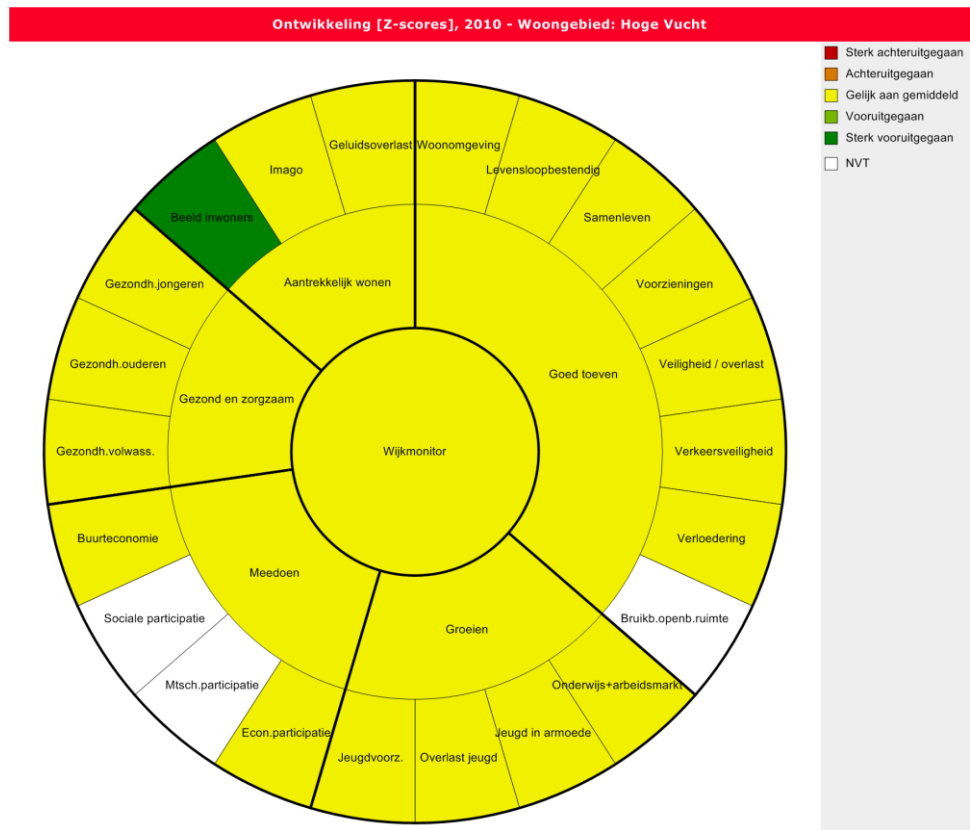 Ontwikkeling [Z-scores], 2010 - Woongebied: Hoge Vucht
Sterk achteruitgegaan
Achteruitgegaan
Gelijk aan gemiddeld
Vooruitgegaan
Sterk vooruitgegaan
NVT
Geluidsoverlast
Woonomgeving
Imago
Levensloopbestendig
Beeld inwoners
Samenleven
Gezondh.jongeren
Aantrekkelijk wonen
Voorzieningen
Gezondh.ouderen
Veiligheid / overlast
Goed toeven
Gezond en zorgzaam
Gezondh.volwass.
Wijkmonitor
Verkeersveiligheid
Buurteconomie
Verloedering
Meedoen
Sociale participatie
Bruikb.openb.ruimte
Groeien
Mtsch.participatie
Onderwijs+arbeidsmarkt
Econ.participatie
Jeugd in armoede
Jeugdvoorz.
Overlast jeugd